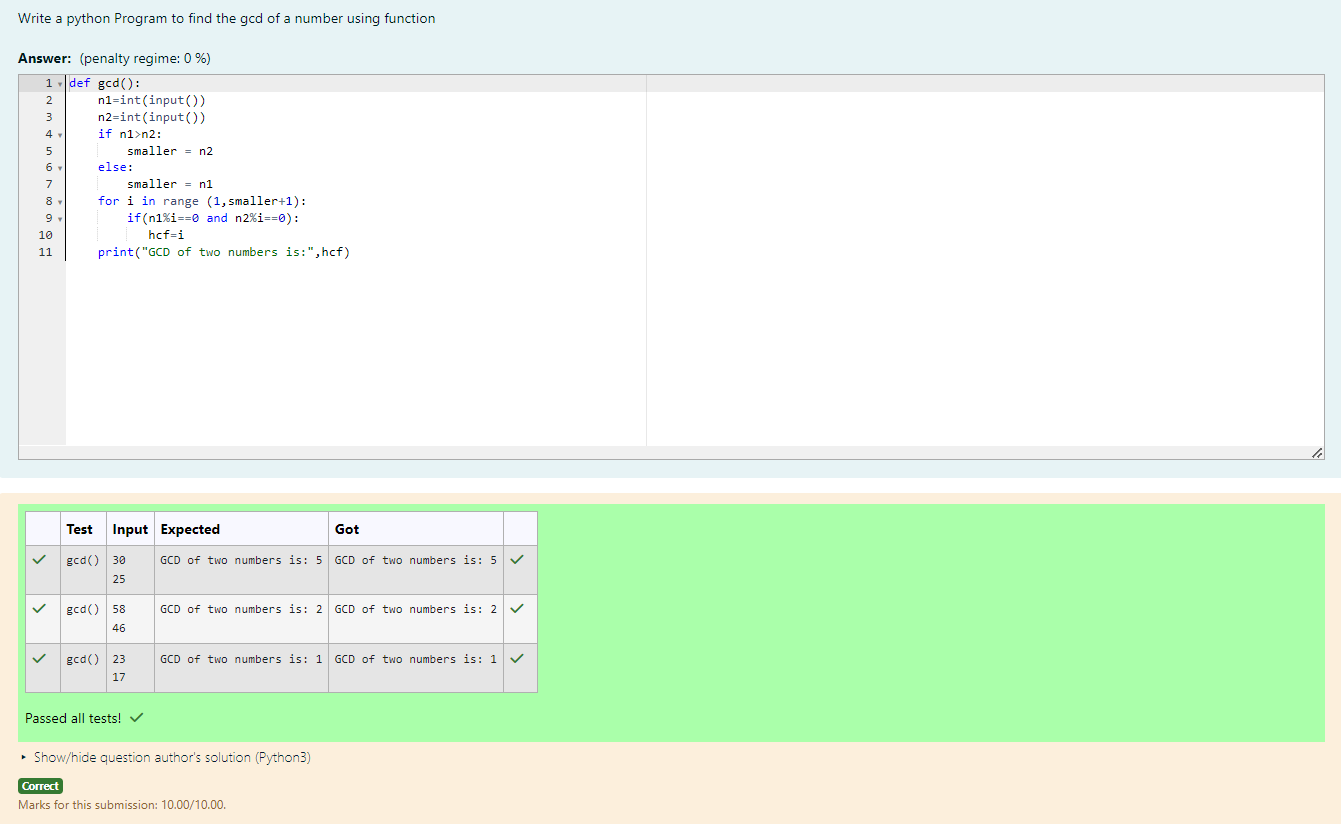 Write a python Program to find the gcd of a number using function
Answer: (penalty regime: 0 %)
1 def gcd():
2     n1=int(input())
3     n2=int(input())
4     if n1>n2:
5         smaller = n2
6     else:
7         smaller = n1
8     for i in range (1,smaller+1):
9         if(n1%i==0 and n2%i==0):
10            hcf=i
11    print("GCD of two numbers is:",hcf)
Test Input Expected Got
gcd() 30 GCD of two numbers is: 5 GCD of two numbers is: 5
25
gcd() 58 GCD of two numbers is: 2 GCD of two numbers is: 2
46
gcd() 23 GCD of two numbers is: 1 GCD of two numbers is: 1
17
Passed all tests!
Show/hide question author's solution (Python3)
Correct
Marks for this submission: 10.00/10.00.